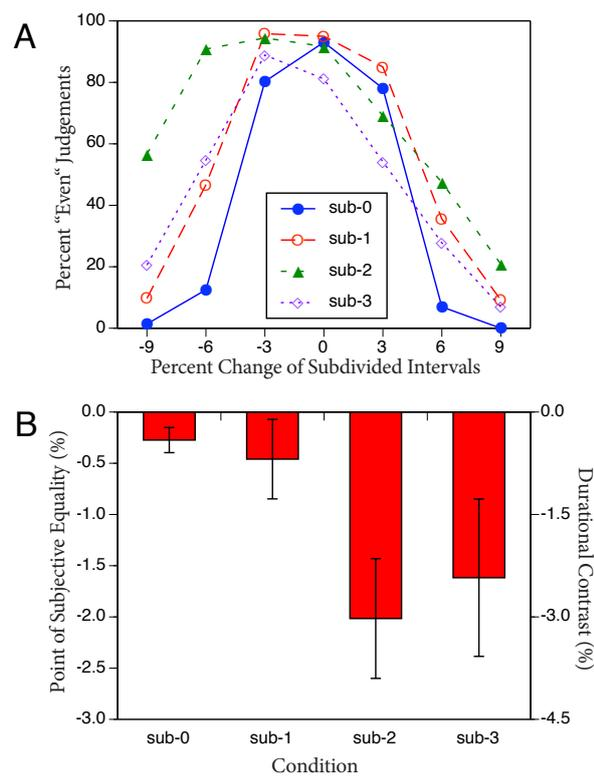 A
100
80
60
40
20
0
Percent “Even“ Judgements
sub-0
sub-1
sub-2
sub-3
-9 -6 -3 0 3 6 9
Percent Change of Subdivided Intervals
B
0.0
-0.5
-1.0
-1.5
-2.0
-2.5
-3.0
Point of Subjective Equality (%)
0.0
-1.5
-3.0
-4.5
Durational Contrast (%)
sub-0 sub-1 sub-2 sub-3
Condition